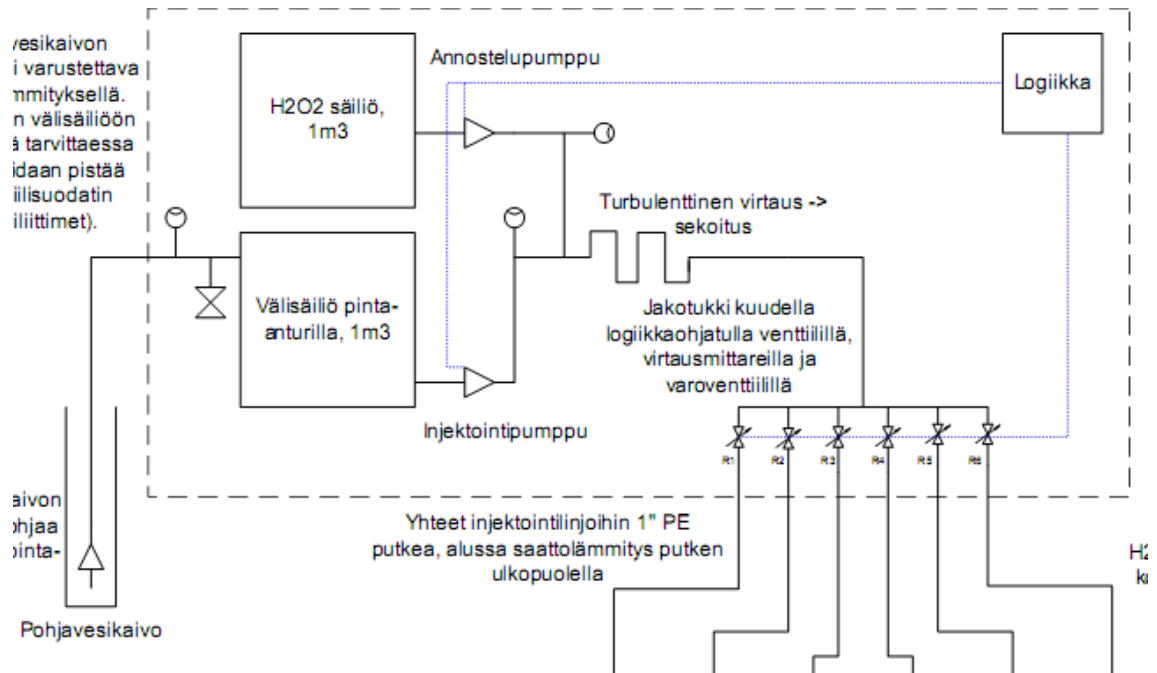 vesikaivon
i varustettava
mmityksellä.
n välisäiliöön
ä tarvittaessa
idaan pistää
iilisuodatin
iliittimet).
H2O2 säiliö,
1m3
Annostelupumppu
Logiikka
Turbulenttinen virtaus ->
sekoitus
Välisäiliö pinta-
anturilla, 1m3
Jakotukki kuudella
logiikkaohjatulla venttiilillä,
virtausmittareilla ja
varoventtiilillä
Injektointipumppu
R1
R2
R3
R4
R5
R6
aivon
ohjaa
pinta-
Yhteet injektointilinjoihin 1" PE
putkea, alussa saattolämmitys putken
ulkopuolella
Pohjavesikaivo